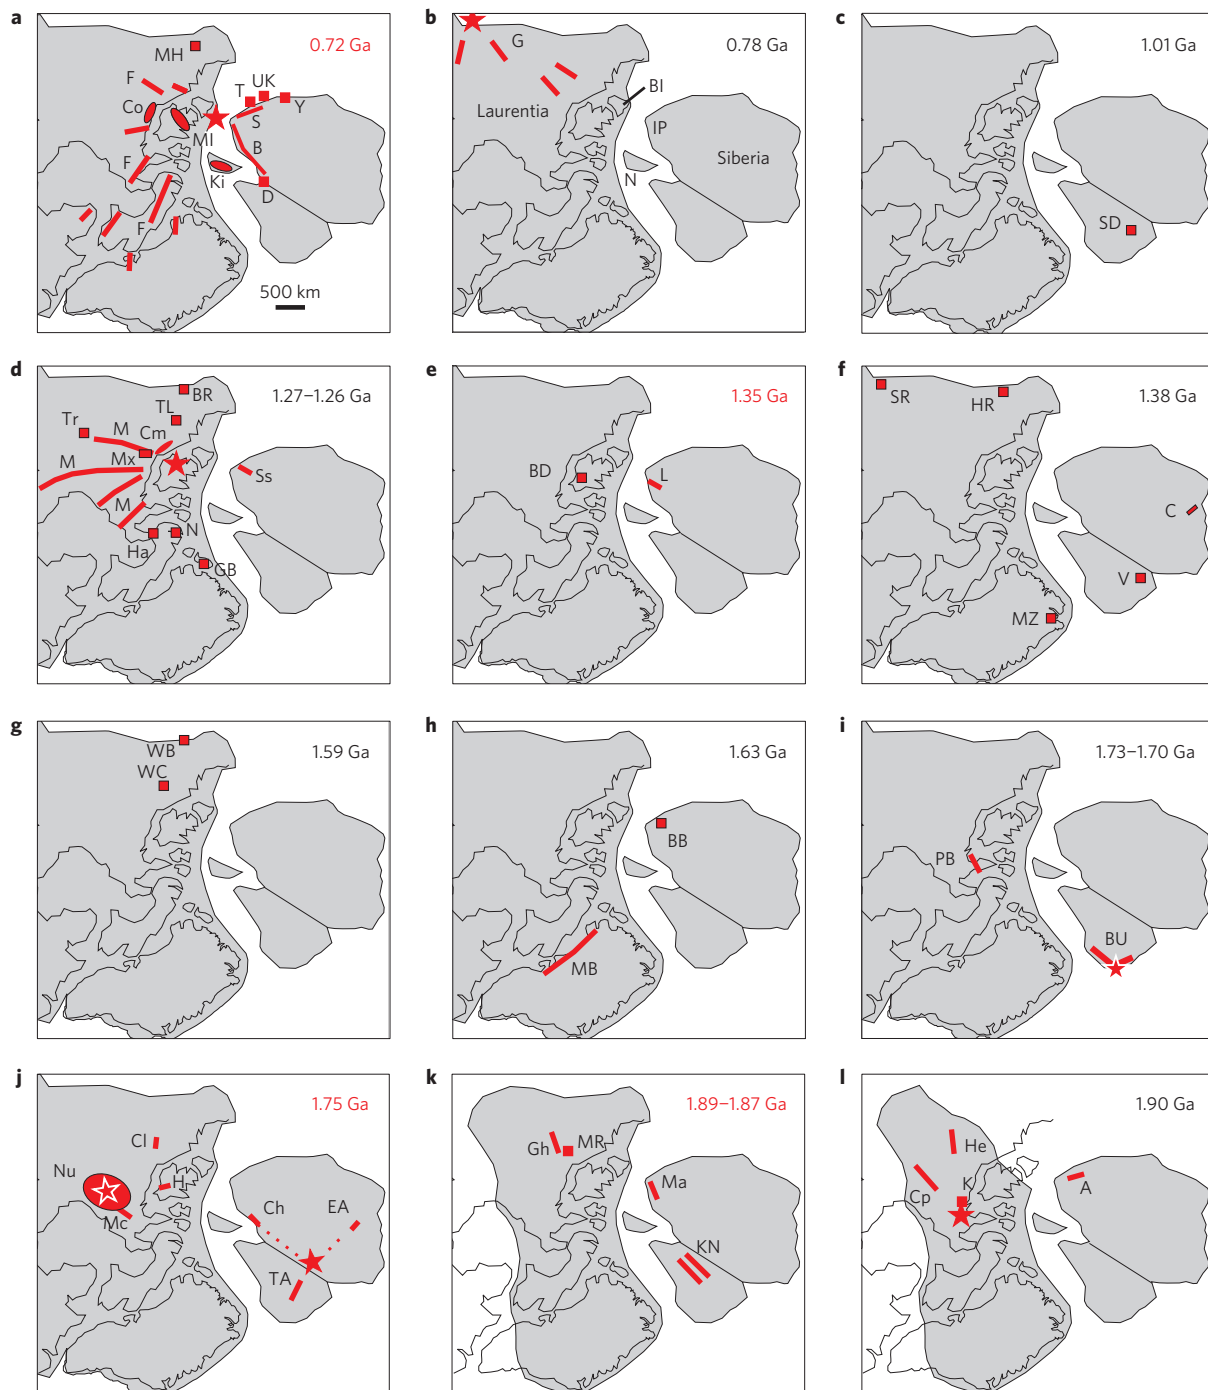 a
0.72 Ga
MH
F
T
UK
Y
Co
S
MI
B
F
Ki
D
F
500 km
b
0.78 Ga
G
BI
Laurentia
IP
Siberia
N
c
1.01 Ga
SD
d
1.27–1.26 Ga
BR
TL
Tr
M
Cm
M
Mx
Ss
M
Ha
N
GB
e
1.35 Ga
BD
L
f
1.38 Ga
SR
HR
C
V
MZ
g
1.59 Ga
WB
WC
h
1.63 Ga
BB
MB
i
1.73–1.70 Ga
PB
BU
j
1.75 Ga
Cl
Nu
H
Mc
Ch
EA
TA
k
1.89–1.87 Ga
Gh
MR
Ma
KN
l
1.90 Ga
He
K
Cp
A